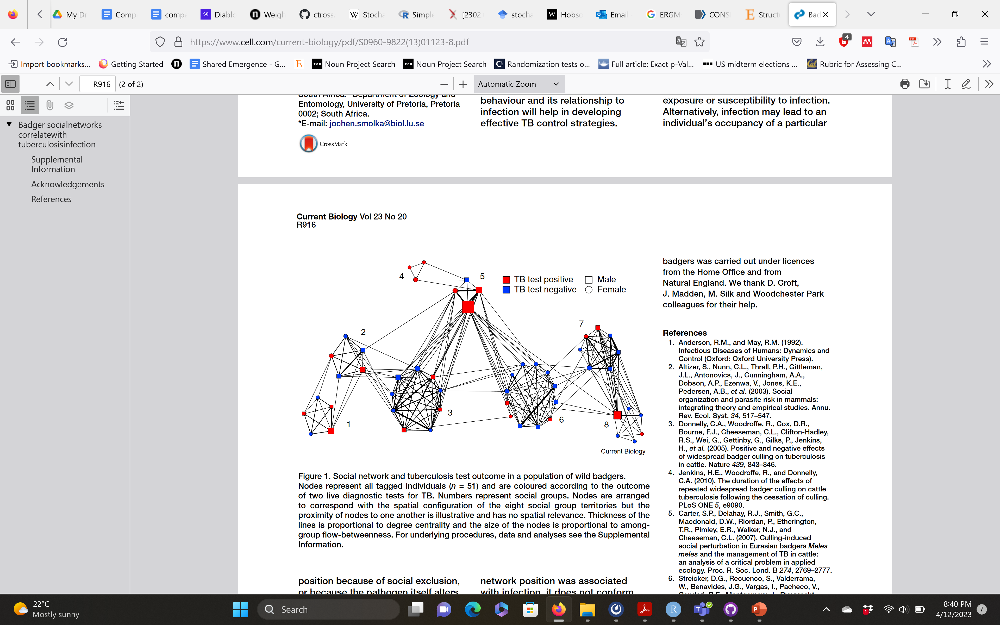 My Dr
Comp
comp
Diablo
Weigh
ctross/
Stocha
Simple
[2302.
stocha
Hobso
Email
ERGM
CONS
Struct
Bad
https://www.cell.com/current-biology/pdf/S0960-9822(13)01123-8.pdf
4
Import bookmarks...
Getting Started
Shared Emergence - G...
Noun Project Search
Noun Project Search
Randomization tests o...
Full article: Exact p-Val...
US midterm elections ...
Rubric for Assessing C...
R916
(2 of 2)
Automatic Zoom
Badger socialnetworks
correlatewith
tuberculosisinfection
Supplemental
Information
Acknowledgements
References
South Africa. Department of Zoology and
Entomology, University of Pretoria, Pretoria
0002; South Africa.
*E-mail: jochen.smolka@biol.lu.se
CrossMark
behaviour and its relationship to
infection will help in developing
effective TB control strategies.
exposure or susceptibility to infection.
Alternatively, infection may lead to an
individual's occupancy of a particular
Current Biology Vol 23 No 20
R916
4
5
TB test positive
Male
TB test negative
Female
2
7
3
1
6
8
Current Biology
Figure 1. Social network and tuberculosis test outcome in a population of wild badgers.
Nodes represent all tagged individuals (n = 51) and are coloured according to the outcome
of two live diagnostic tests for TB. Numbers represent social groups. Nodes are arranged
to correspond with the spatial configuration of the eight social group territories but the
proximity of nodes to one another is illustrative and has no spatial relevance. Thickness of the
lines is proportional to degree centrality and the size of the nodes is proportional to among-
group flow-betweenness. For underlying procedures, data and analyses see the Supplemental
Information.
position because of social exclusion,
or because the pathogen itself alters
network position was associated
with infection, it does not conform
badgers was carried out under licences
from the Home Office and from
Natural England. We thank D. Croft,
J. Madden, M. Silk and Woodchester Park
colleagues for their help.
References
1. Anderson, R.M., and May, R.M. (1992).
Infectious Diseases of Humans: Dynamics and
Control (Oxford: Oxford University Press).
2. Altizer, S., Nunn, C.L., Thrall, P.H., Gittleman,
J.L., Antonovics, J., Cunningham, A.A.,
Dobson, A.P., Ezenwa, V., Jones, K.E.,
Pedersen, A.B., et al. (2003). Social
organization and parasite risk in mammals:
integrating theory and empirical studies. Annu.
Rev. Ecol. Syst. 34, 517–547.
3. Donnelly, C.A., Woodroffe, R., Cox, D.R.,
Bourne, F.J., Cheeseman, C.L., Clifton-Hadley,
R.S., Wei, G., Gettinby, G., Gilks, P., Jenkins,
H., et al. (2005). Positive and negative effects
of widespread badger culling on tuberculosis
in cattle. Nature 439, 843–846.
4. Jenkins, H.E., Woodroffe, R., and Donnelly,
C.A. (2010). The duration of the effects of
repeated widespread badger culling on cattle
tuberculosis following the cessation of culling.
PLoS ONE 5, e9090.
5. Carter, S.P., Delahay, R.J., Smith, G.C.,
Macdonald, D.W., Riordan, P., Etherington,
T.R., Pimley, E.R., Walker, N.J., and
Cheeseman, C.L. (2007). Culling-induced
social perturbation in Eurasian badgers Meles
meles and the management of TB in cattle:
an analysis of a critical problem in applied
ecology. Proc. R. Soc. Lond. B 274, 2769–2777.
6. Streicker, D.G., Recuenco, S., Valderrama,
W., Benavides, J.G., Vargas, I., Pacheco, V.,
22°C
Mostly sunny
Search
1
8:40 PM
4/12/2023
7